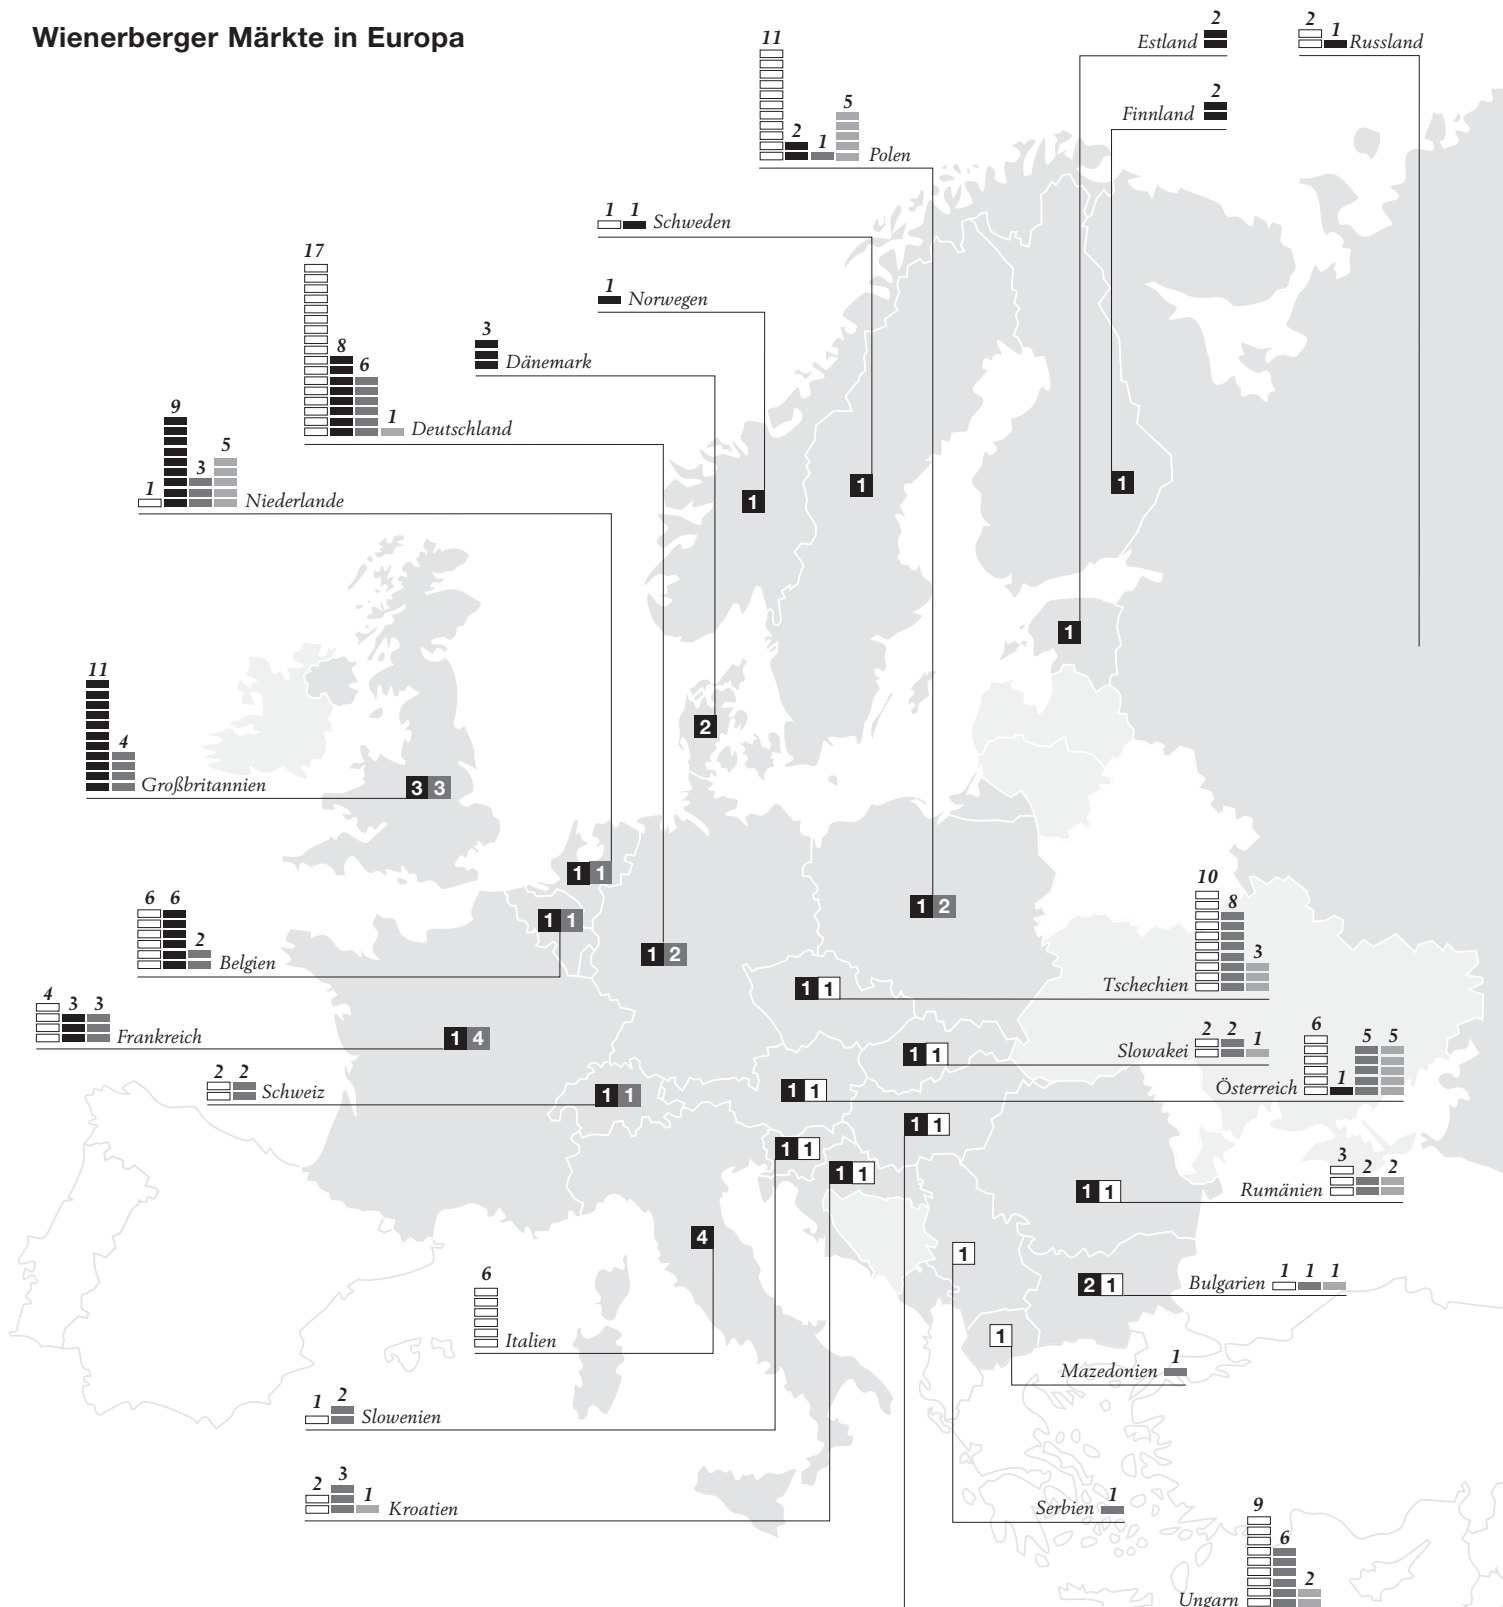 Wienerberger Märkte in Europa
2
Estland
2 1
Russland
2
Finnland
11 2 1 5
Polen
1 1
Schweden
1
Norwegen
3
Dänemark
17 8 6 1
Deutschland
1 9 3 5
Niederlande
1
1
1
1
2
11 4
Großbritannien
3 3
1 1
6 6 2
Belgien
1 1
1 2
1 2
10 8 3
Tschechien
1 1
4 3 3
Frankreich
1 4
2 2 1
Slowakei
1 1
6 1 5 5
Österreich
1 1
2 2
Schweiz
1 1
1 1
1 1
1 1
3 2 2
Rumänien
1 1
4
6
Italien
1
2 1
Bulgarien
1 1 1
1
Mazedonien
1
1 2
Slowenien
2 3 1
Kroatien
Serbien
1
9 6 2
Ungarn